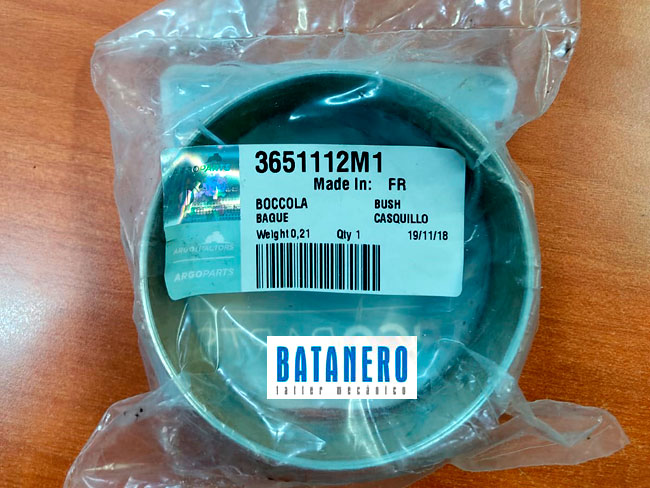 3651112M1
Made In: FR
BOCCOLA BUSH
BAGUE CASQUILLO
Weight 0,21 Qty 1 19/11/18
ARGOTRACTORS
ARGOPARTS
BATANERO
taller mecánico